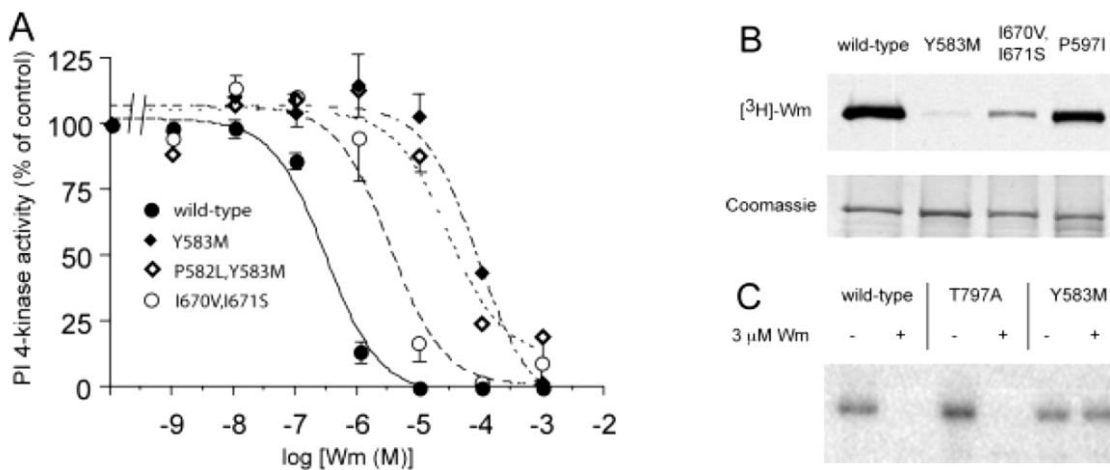 A
PI 4-kinase activity (% of control)
125
100
75
50
25
0
wild-type
Y583M
P582L,Y583M
I670V,I671S
-9 -8 -7 -6 -5 -4 -3 -2
log [Wm (M)]
B
wild-type Y583M I670V, I671S P597I
[³H]-Wm
Coomassie
C
wild-type T797A Y583M
3 μM Wm - + - + - +